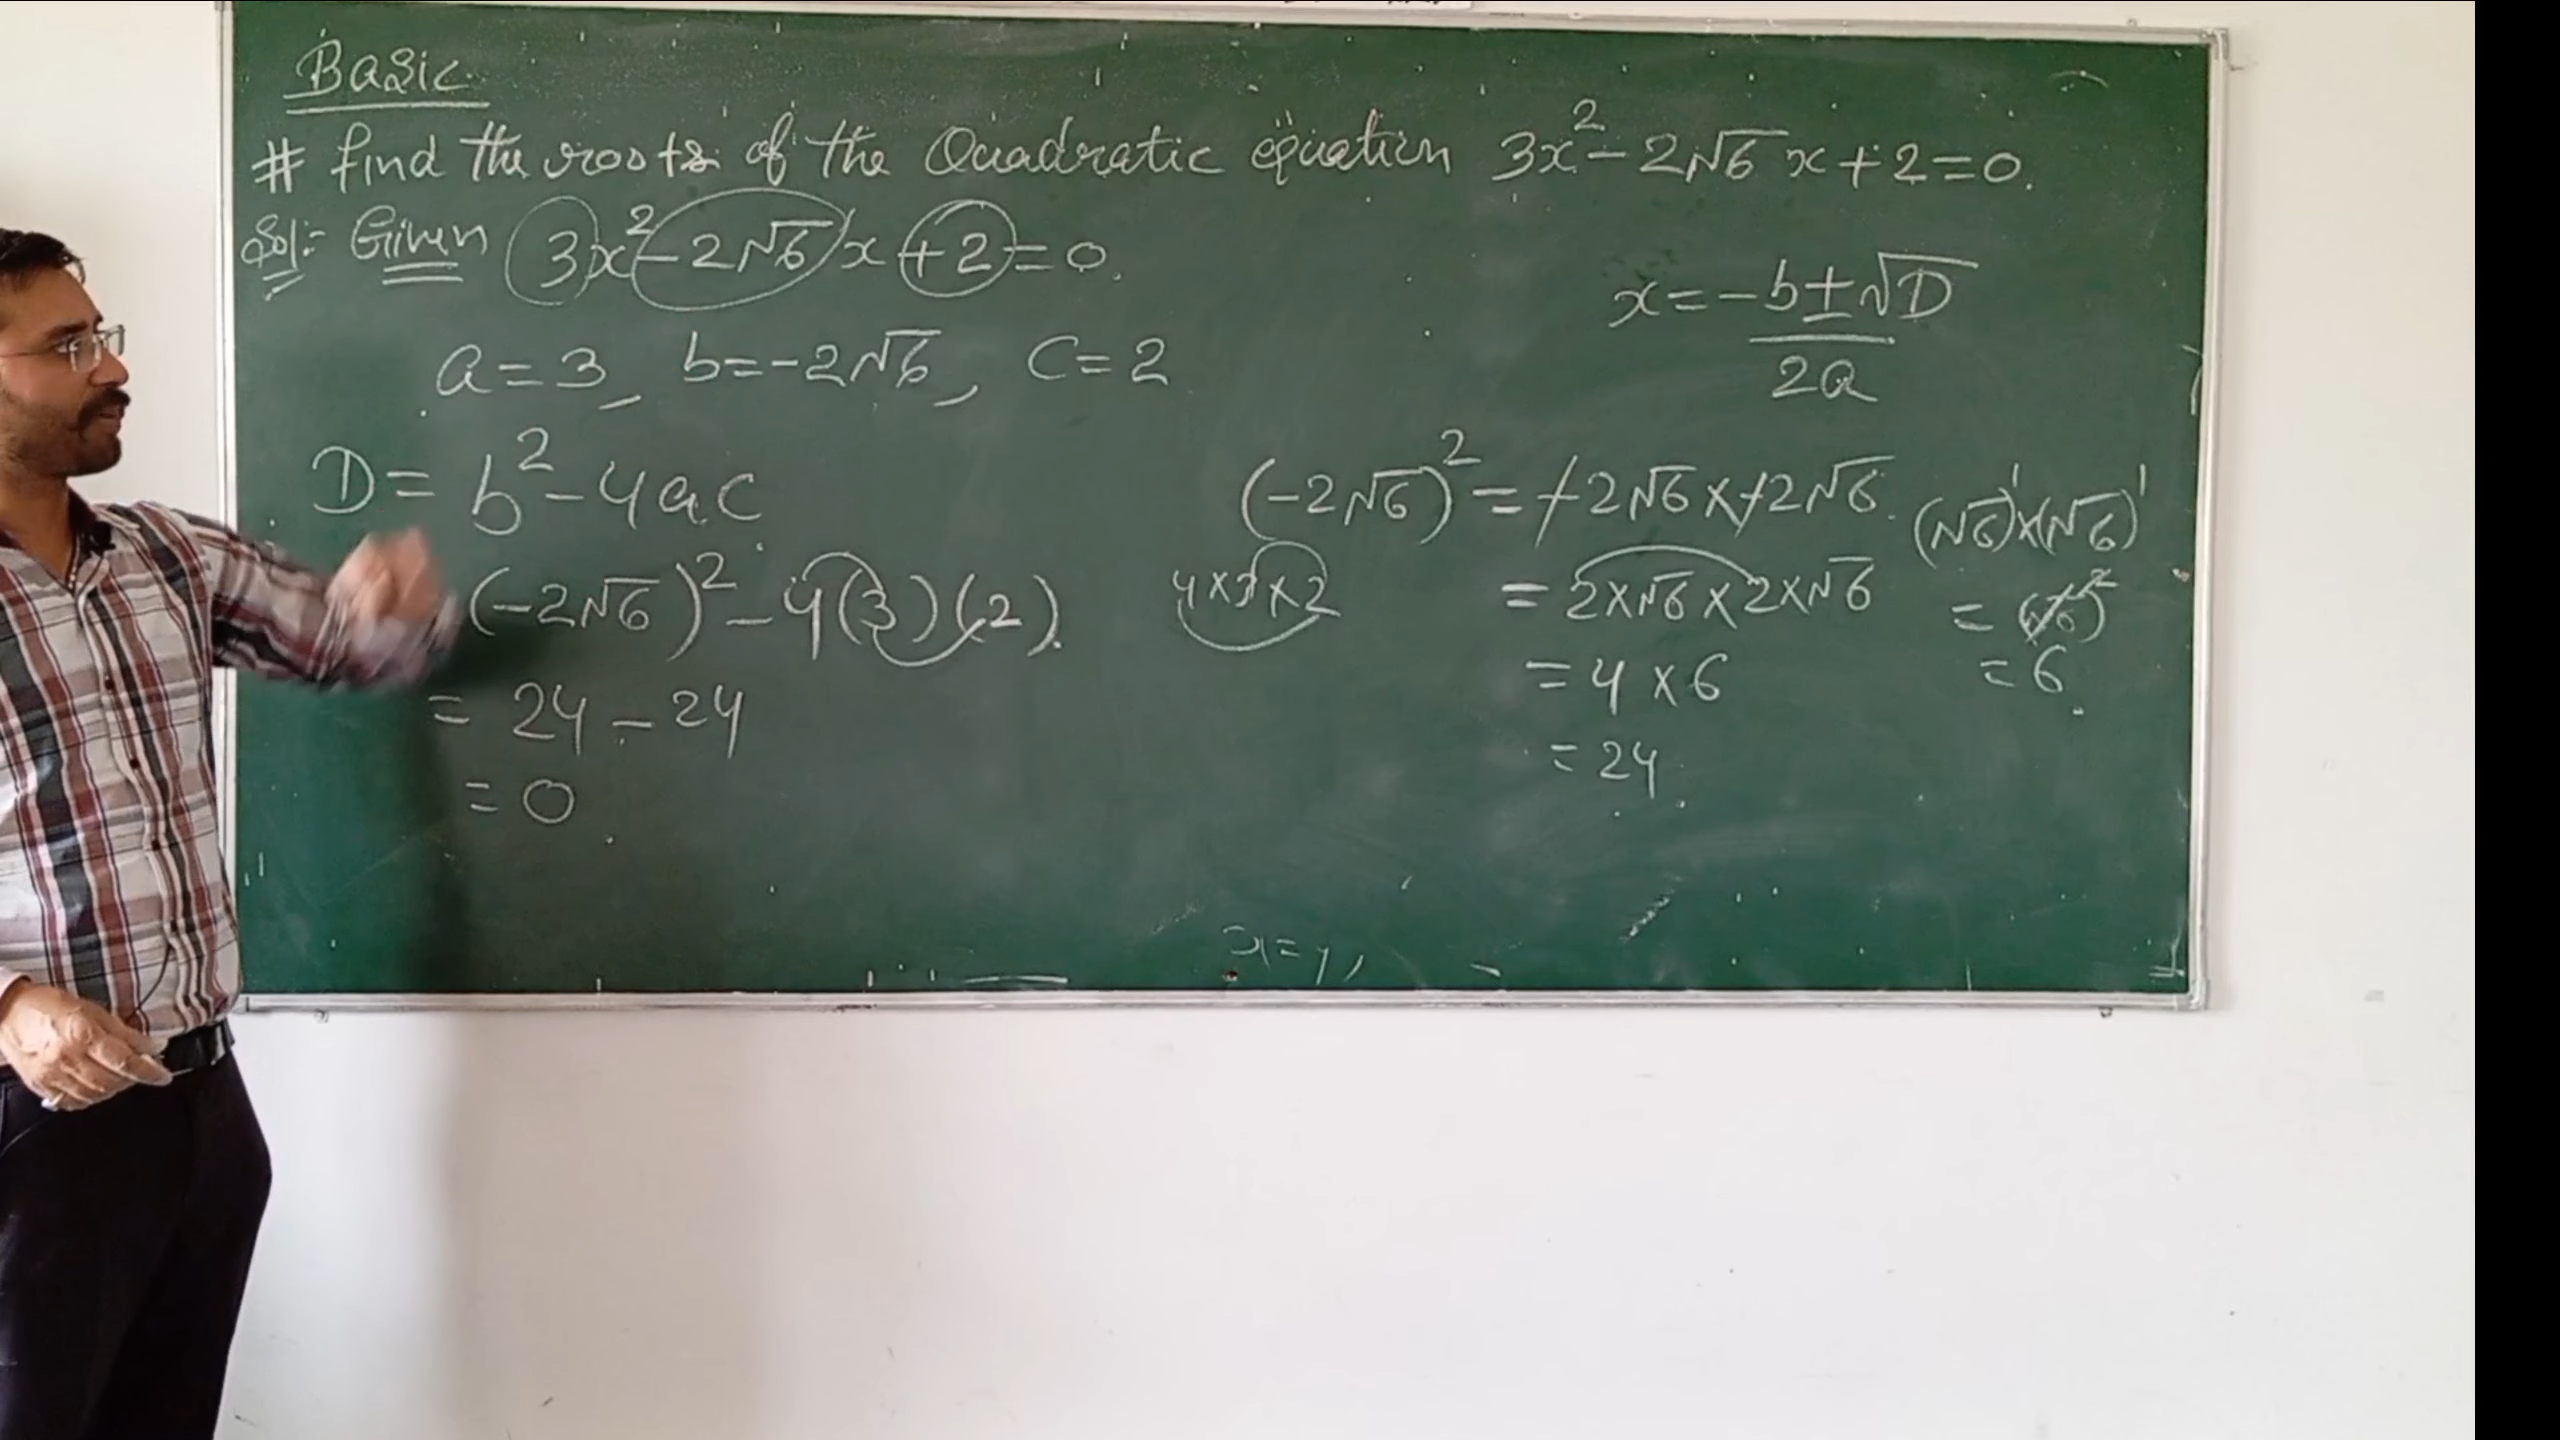 Basic
# find the roots of the Quadratic equation 3x² - 2√6 x + 2 = 0.
Sol:- Given 3x² - 2√6 x + 2 = 0.
x = -b ± √D
2a
a = 3, b = -2√6, C = 2
D = b² - 4ac
(-2√6)² - 4(3)(2).
= 24 - 24
= 0
(-2√6)² = -2√6 × -2√6.
4×3×2
= 2×√6 × 2×√6
= 4 × 6
= 24
(√6)¹×(√6)¹
= (√6)²
= 6